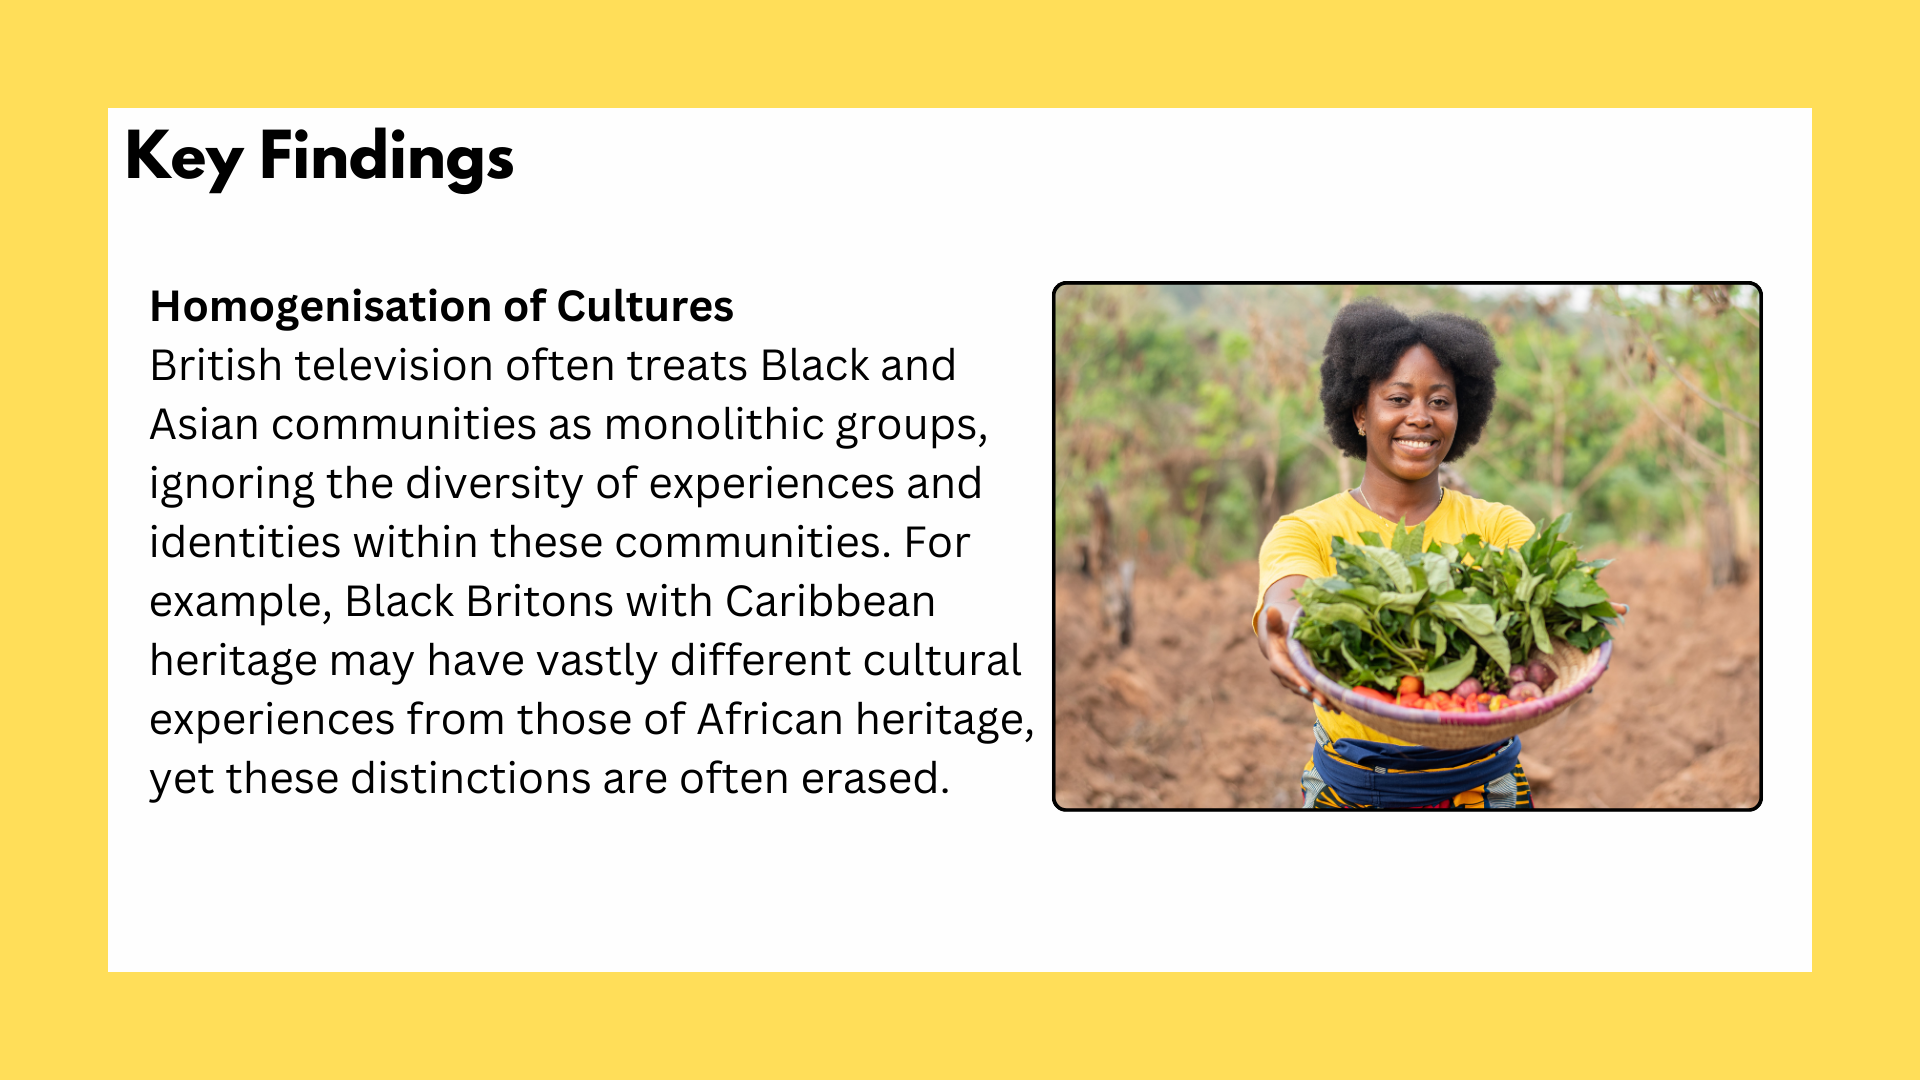 Key Findings
Homogenisation of Cultures
British television often treats Black and
Asian communities as monolithic groups,
ignoring the diversity of experiences and
identities within these communities. For
example, Black Britons with Caribbean
heritage may have vastly different cultural
experiences from those of African heritage,
yet these distinctions are often erased.